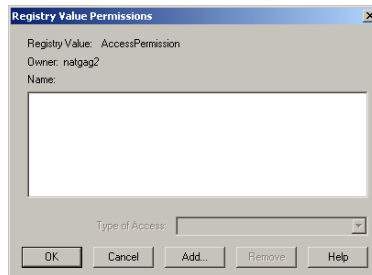 Registry Value Permissions
Registry Value: AccessPermission
Owner: natgag2
Name:
Type of Access:
OK Cancel Add... Remove Help